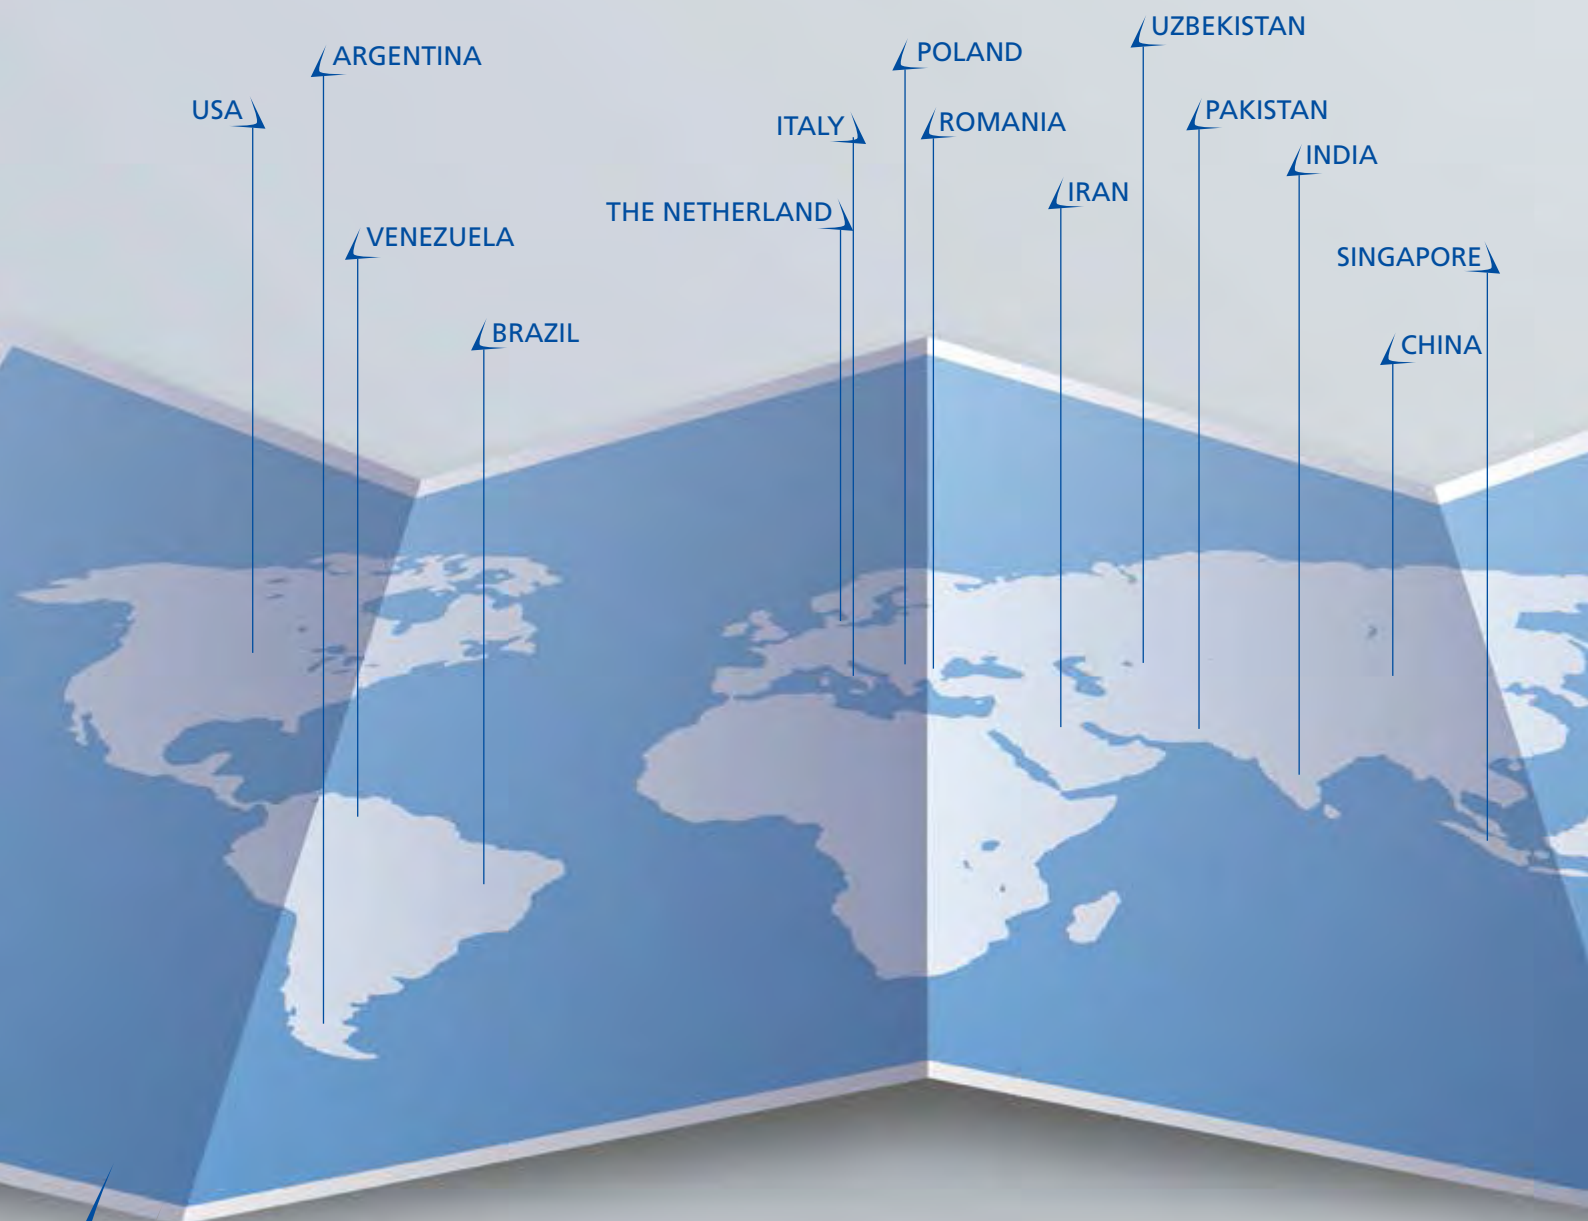 UZBEKISTAN
POLAND
ARGENTINA
USA
PAKISTAN
ITALY
ROMANIA
INDIA
IRAN
THE NETHERLAND
VENEZUELA
SINGAPORE
BRAZIL
CHINA